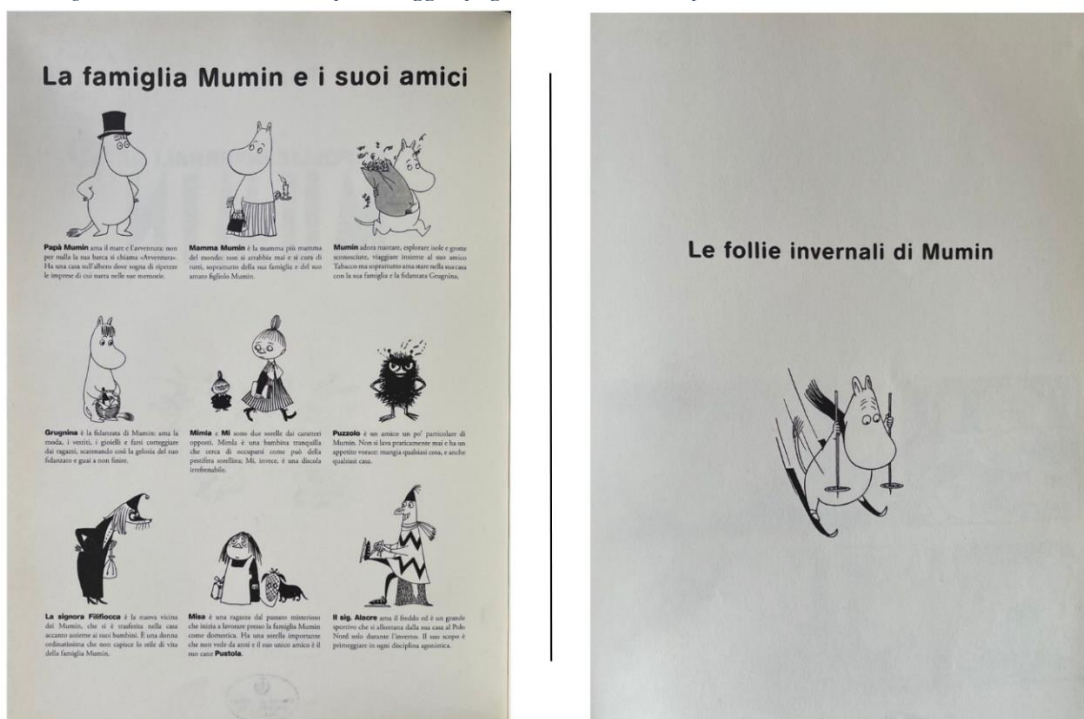 La famiglia Mumin e i suoi amici
Papà Mumin ama il mare e l'avventura: non
per nulla la sua barca si chiama «Avventura».
Ha una casa sull'albero dove sogna di ripetere
le imprese di cui narra nelle sue memorie.
Mamma Mumin è la mamma più mamma
del mondo: non si arrabbia mai e si cura di
tutti, soprattutto della sua famiglia e del suo
amato figliolo Mumin.
Mumin adora nuotare, esplorare isole e grotte
sconosciute, viaggiare insieme al suo amico
Tabacco ma soprattutto ama stare nella sua casa
con la sua famiglia e la fidanzata Grugnina.
Grugnina è la fidanzata di Mumin: ama la
moda, i vestiti, i gioielli e farsi corteggiare
dai ragazzi, scatenando così la gelosia del suo
fidanzato e guai a non finire.
Mimla e Mi sono due sorelle dai caratteri
opposti. Mimla è una bambina tranquilla
che cerca di occuparsi come può della
pestifera sorellina; Mi, invece, è una discola
irrefrenabile.
Puzzolo è un amico un po' particolare di
Mumin. Non si lava praticamente mai e ha un
appetito vorace: mangia qualsiasi cosa, e anche
qualsiasi casa.
La signora Filifiocca è la nuova vicina
dei Mumin, che si è trasferita nella casa
accanto assieme ai suoi bambini. È una donna
ordinatissima che non capisce lo stile di vita
della famiglia Mumin.
Misa è una ragazza dal passato misterioso
che inizia a lavorare presso la famiglia Mumin
come domestica. Ha una sorella importante
che non vede da anni e il suo unico amico è il
suo cane Pustola.
Il sig. Alacre ama il freddo ed è un grande
sportivo che si allontana dalla sua casa al Polo
Nord solo durante l'inverno. Il suo scopo è
primeggiare in ogni disciplina agonistica.
Le follie invernali di Mumin